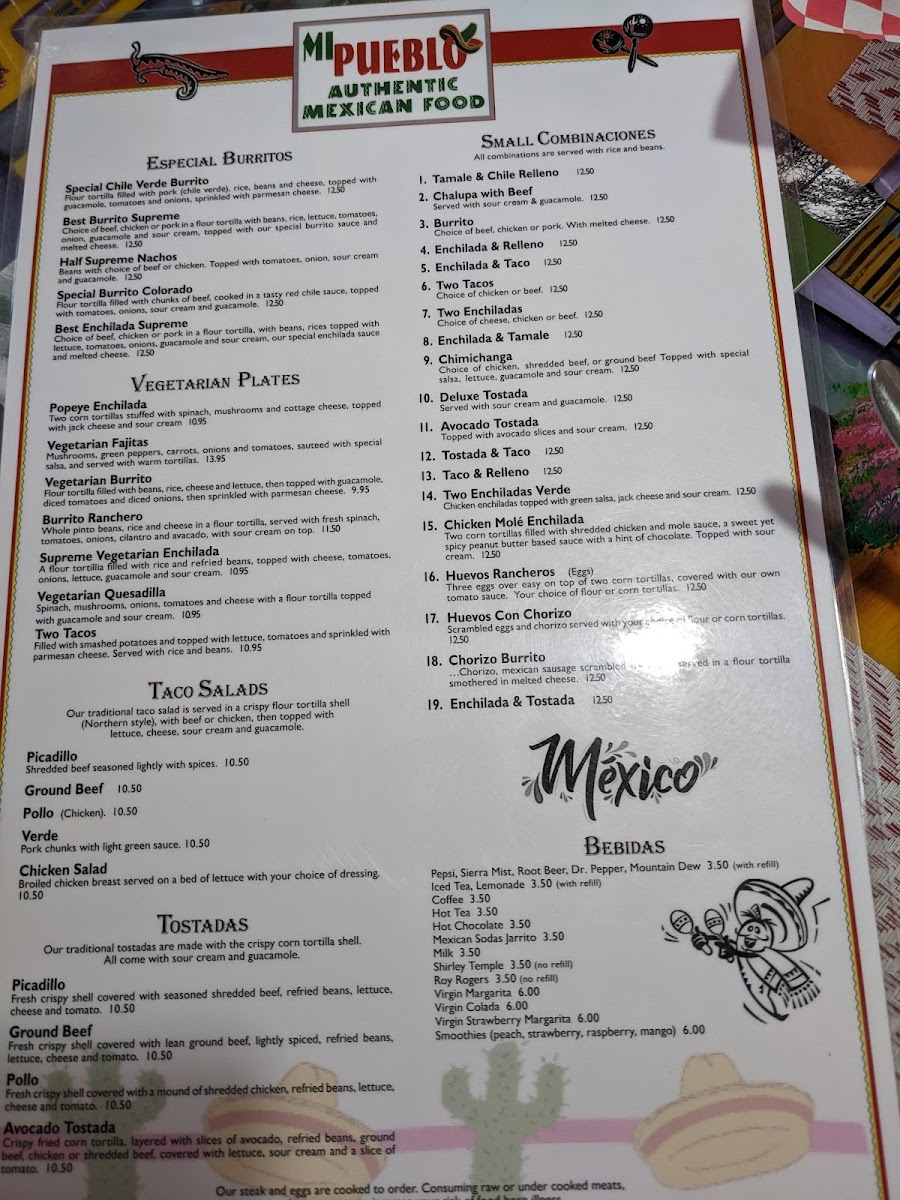 MI PUEBLO
AUTHENTIC
MEXICAN FOOD
ESPECIAL BURRITOS
Special Chile Verde Burrito
Flour tortilla filled with pork (chile verde), rice, beans and cheese, topped with
guacamole, tomatoes and onions, sprinkled with parmesan cheese. 12.50
Best Burrito Supreme
Choice of beef, chicken or pork in a flour tortilla with beans, rice, lettuce, tomatoes,
onion, guacamole and sour cream, topped with our special burrito sauce and
melted cheese. 12.50
Half Supreme Nachos
Beans with choice of beef or chicken. Topped with tomatoes, onion, sour cream
and guacamole. 12.50
Special Burrito Colorado
Flour tortilla filled with chunks of beef, cooked in a tasty red chile sauce, topped
with tomatoes, onions, sour cream and guacamole. 12.50
Best Enchilada Supreme
Choice of beef, chicken or pork in a flour tortilla, with beans, rices topped with
lettuce, tomatoes, onions, guacamole and sour cream, our special enchilada sauce
and melted cheese. 12.50
VEGETARIAN PLATES
Popeye Enchilada
Two corn tortillas stuffed with spinach, mushrooms and cottage cheese, topped
with jack cheese and sour cream 10.95
Vegetarian Fajitas
Mushrooms, green peppers, carrots, onions and tomatoes, sauteed with special
salsa, and served with warm tortillas. 13.95
Vegetarian Burrito
Flour tortilla filled with beans, rice, cheese and lettuce, then topped with guacamole,
diced tomatoes and diced onions, then sprinkled with parmesan cheese. 9.95
Burrito Ranchero
Whole pinto beans, rice and cheese in a flour tortilla, served with fresh spinach,
tomatoes, onions, cilantro and avacado, with sour cream on top. 11.50
Supreme Vegetarian Enchilada
A flour tortillla filled with rice and refried beans, topped with cheese, tomatoes,
onions, lettuce, guacamole and sour cream. 10.95
Vegetarian Quesadilla
Spinach, mushrooms, onions, tomatoes and cheese with a flour tortilla topped
with guacamole and sour cream. 10.95
Two Tacos
Filled with smashed potatoes and topped with lettuce, tomatoes and sprinkled with
parmesan cheese. Served with rice and beans. 10.95
TACO SALADS
Our traditional taco salad is served in a crispy flour tortilla shell
(Northern style), with beef or chicken, then topped with
lettuce, cheese, sour cream and guacamole.
Picadillo
Shredded beef seasoned lightly with spices. 10.50
Ground Beef 10.50
Pollo (Chicken). 10.50
Verde
Pork chunks with light green sauce. 10.50
Chicken Salad
Broiled chicken breast served on a bed of lettuce with your choice of dressing.
10.50
TOSTADAS
Our traditional tostadas are made with the crispy corn tortilla shell.
All come with sour cream and guacamole.
Picadillo
Fresh crispy shell covered with seasoned shredded beef, refried beans, lettuce,
cheese and tomato. 10.50
Ground Beef
Fresh crispy shell covered with lean ground beef, lightly spiced, refried beans,
lettuce, cheese and tomato. 10.50
Pollo
Fresh crispy shell covered with a mound of shredded chicken, refried beans, lettuce,
cheese and tomato. 10.50
Avocado Tostada
Crispy fried corn tortilla, layered with slices of avocado, refried beans, ground
beef, chicken or shredded beef, covered with lettuce, sour cream and a slice of
tomato. 10.50
SMALL COMBINACIONES
All combinations are served with rice and beans.
1. Tamale & Chile Relleno 12.50
2. Chalupa with Beef
Served with sour cream & guacamole. 12.50
3. Burrito
Choice of beef, chicken or pork. With melted cheese. 12.50
4. Enchilada & Relleno 12.50
5. Enchilada & Taco 12.50
6. Two Tacos
Choice of chicken or beef. 12.50
7. Two Enchiladas
Choice of cheese, chicken or beef. 12.50
8. Enchilada & Tamale 12.50
9. Chimichanga
Choice of chicken, shredded beef, or ground beef Topped with special
salsa, lettuce, guacamole and sour cream. 12.50
10. Deluxe Tostada
Served with sour cream and guacamole. 12.50
11. Avocado Tostada
Topped with avocado slices and sour cream. 12.50
12. Tostada & Taco 12.50
13. Taco & Relleno 12.50
14. Two Enchiladas Verde
Chicken enchiladas topped with green salsa, jack cheese and sour cream. 12.50
15. Chicken Molé Enchilada
Two corn tortillas filled with shredded chicken and mole sauce, a sweet yet
spicy peanut butter based sauce with a hint of chocolate. Topped with sour
cream. 12.50
16. Huevos Rancheros (Eggs)
Three eggs over easy on top of two corn tortillas, covered with our own
tomato sauce. Your choice of flour or corn tortillas. 12.50
17. Huevos Con Chorizo
Scrambled eggs and chorizo served with your choice of flour or corn tortillas.
12.50
18. Chorizo Burrito
...Chorizo, mexican sausage scrambled served in a flour tortilla
smothered in melted cheese. 12.50
19. Enchilada & Tostada 12.50
México
BEBIDAS
Pepsi, Sierra Mist, Root Beer, Dr. Pepper, Mountain Dew 3.50 (with refill)
Iced Tea, Lemonade 3.50 (with refill)
Coffee 3.50
Hot Tea 3.50
Hot Chocolate 3.50
Mexican Sodas Jarrito 3.50
Milk 3.50
Shirley Temple 3.50 (no refill)
Roy Rogers 3.50 (no refill)
Virgin Margarita 6.00
Virgin Colada 6.00
Virgin Strawberry Margarita 6.00
Smoothies (peach, strawberry, raspberry, mango) 6.00
Our steak and eggs are cooked to order. Consuming raw or under cooked meats,